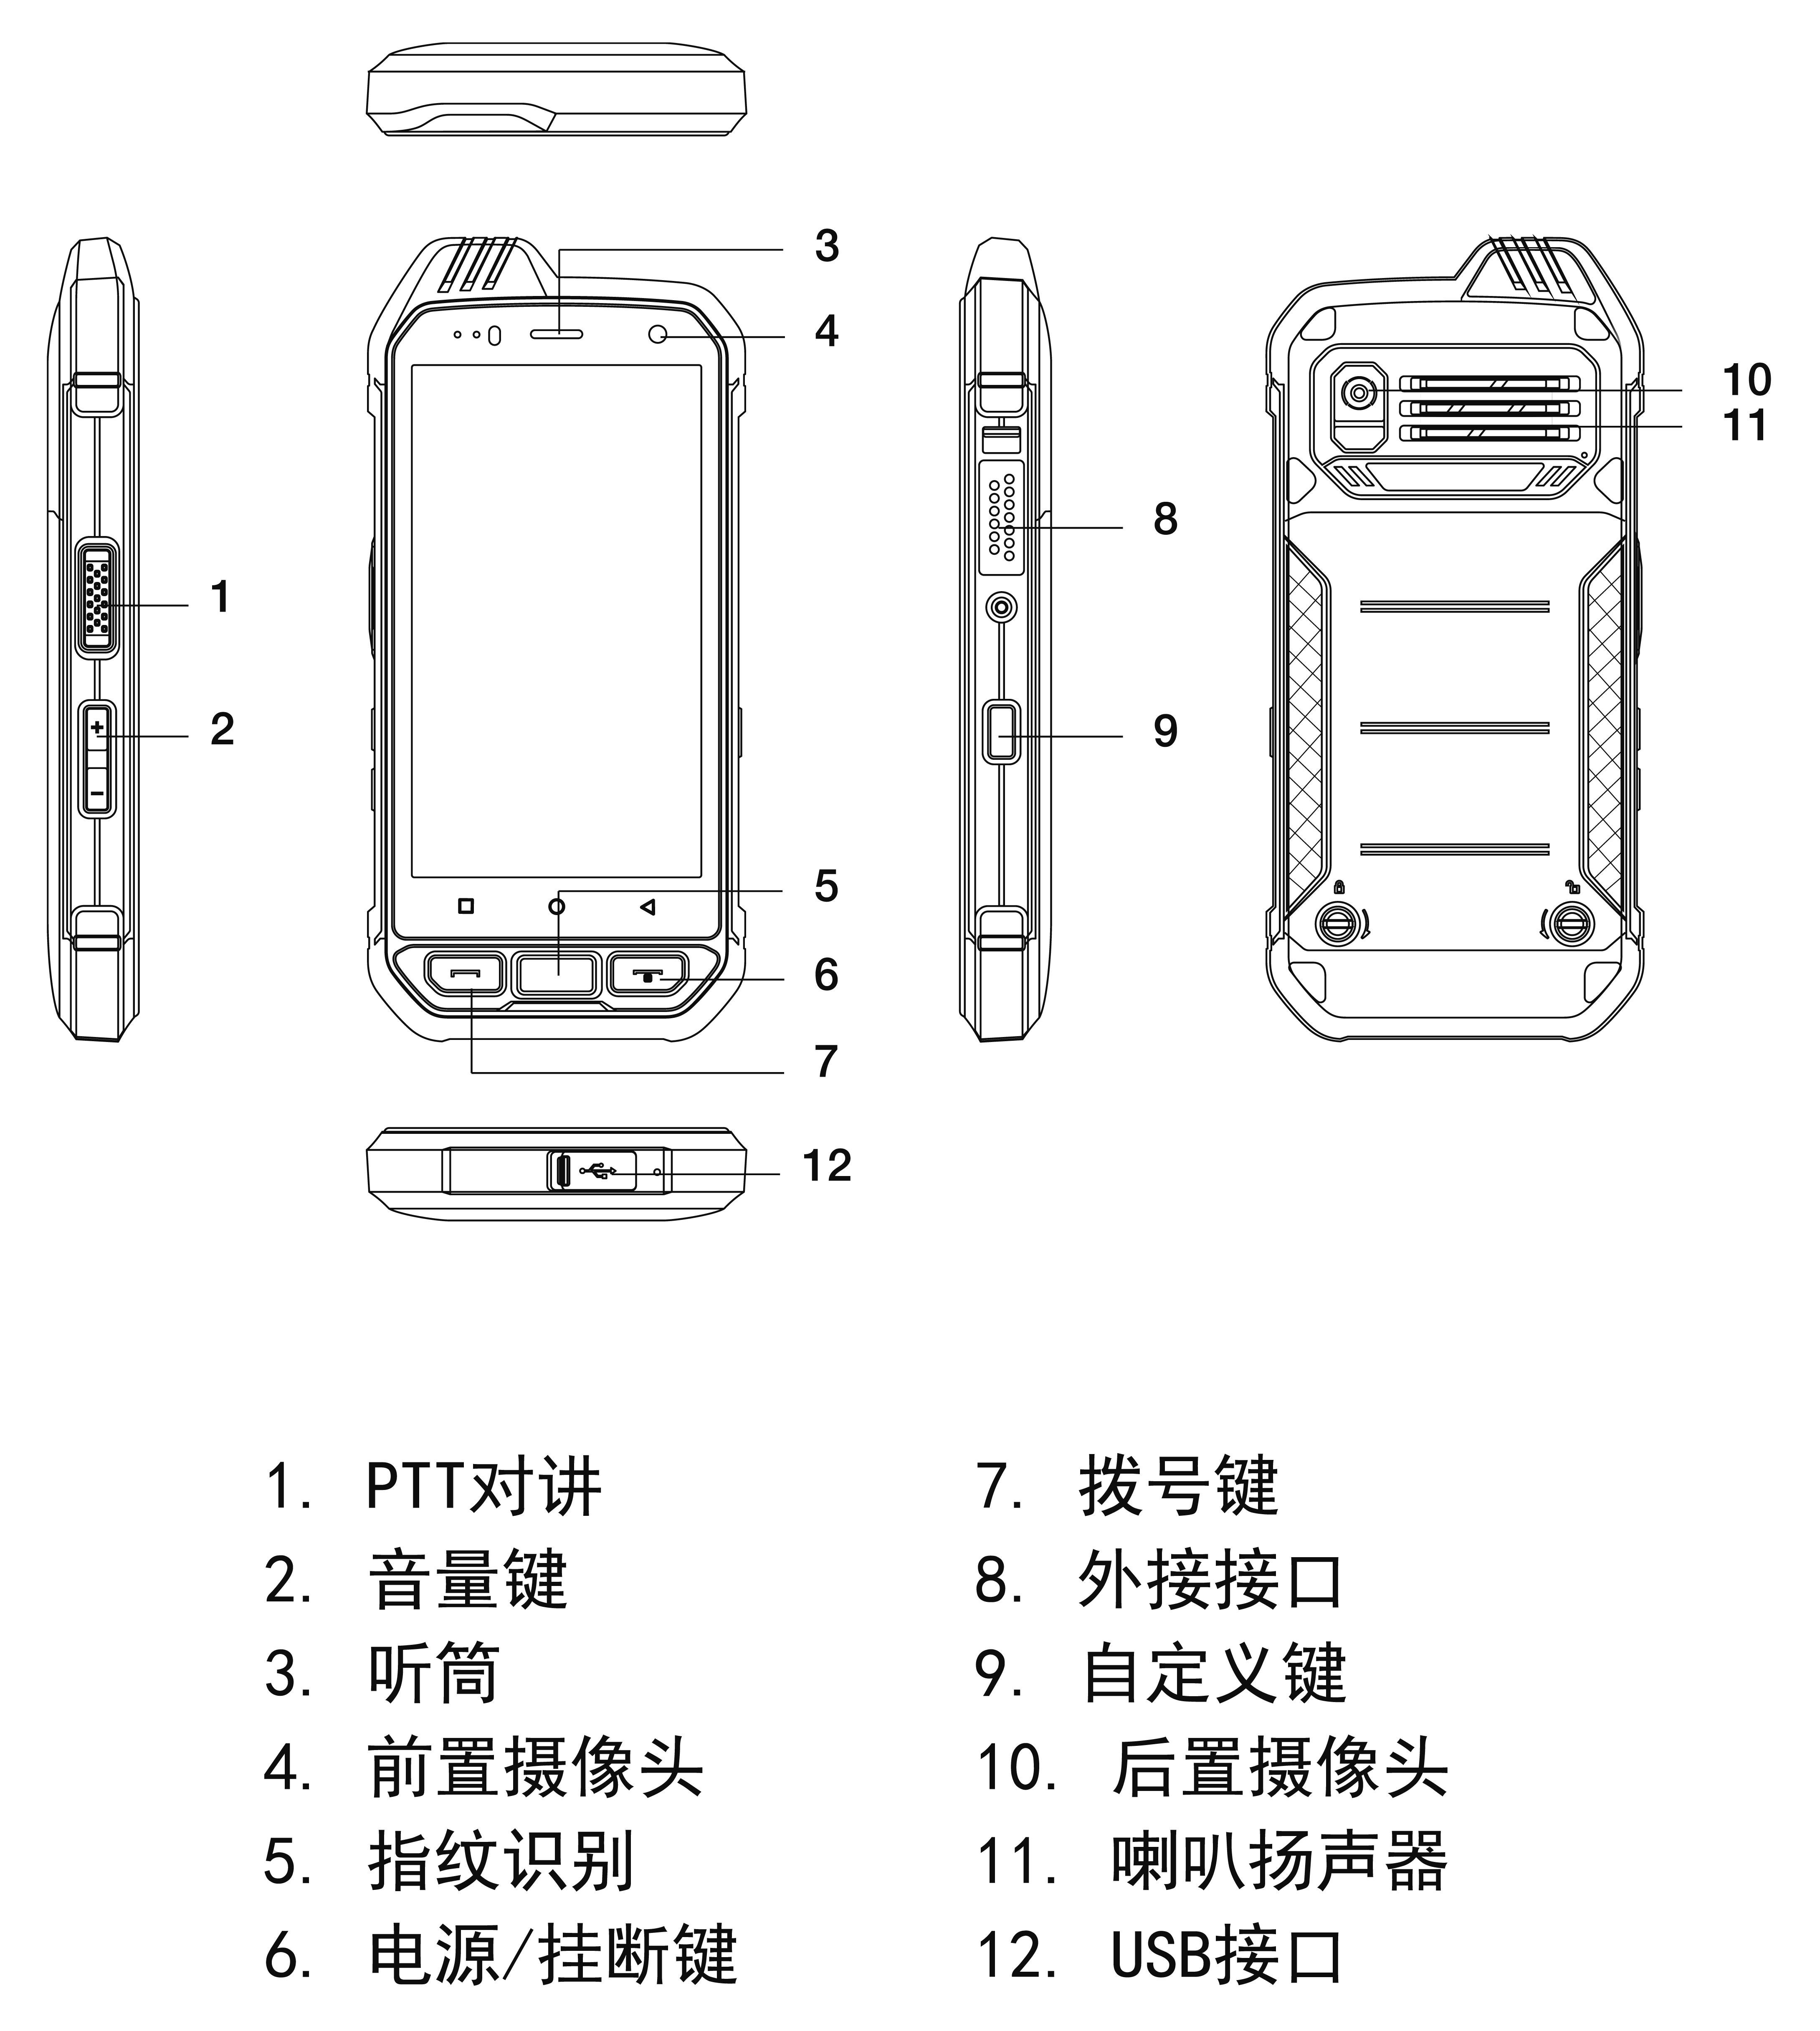 3
4
10
11
8
1
2
9
5
6
7
12
1. PTT对讲
2. 音量键
3. 听筒
4. 前置摄像头
5. 指纹识别
6. 电源/挂断键
7. 拨号键
8. 外接接口
9. 自定义键
10. 后置摄像头
11. 喇叭扬声器
12. USB接口